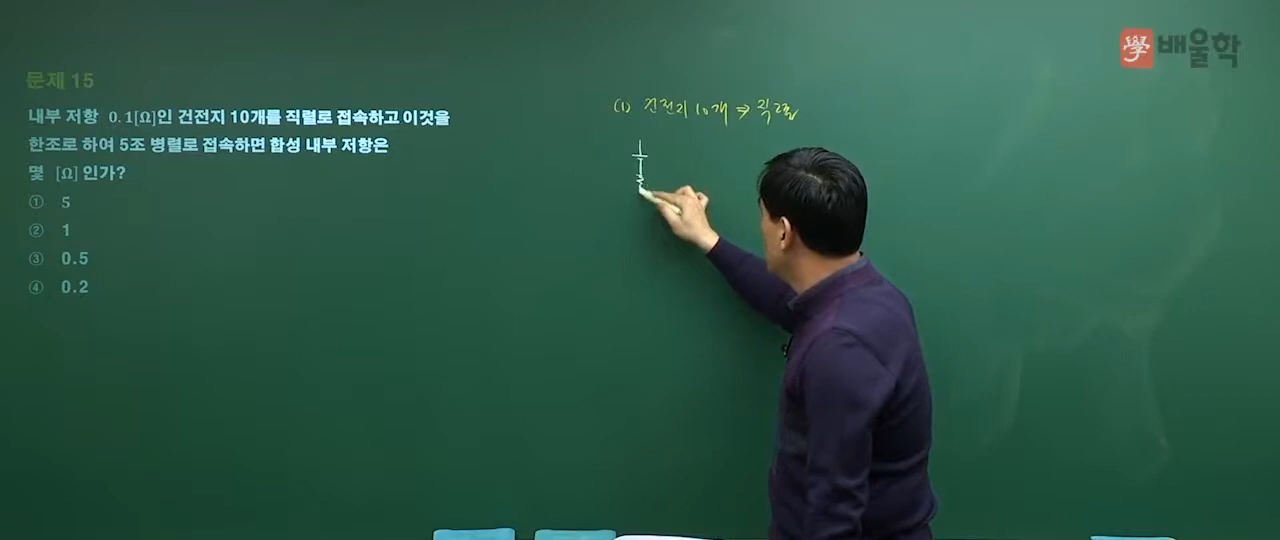 學 배울학
문제 15
내부 저항 0.1[Ω]인 건전지 10개를 직렬로 접속하고 이것을
한조로 하여 5조 병렬로 접속하면 합성 내부 저항은
몇 [Ω]인가?
① 5
② 1
③ 0.5
④ 0.2
(1) 건전지 10개 ⇒ 직렬